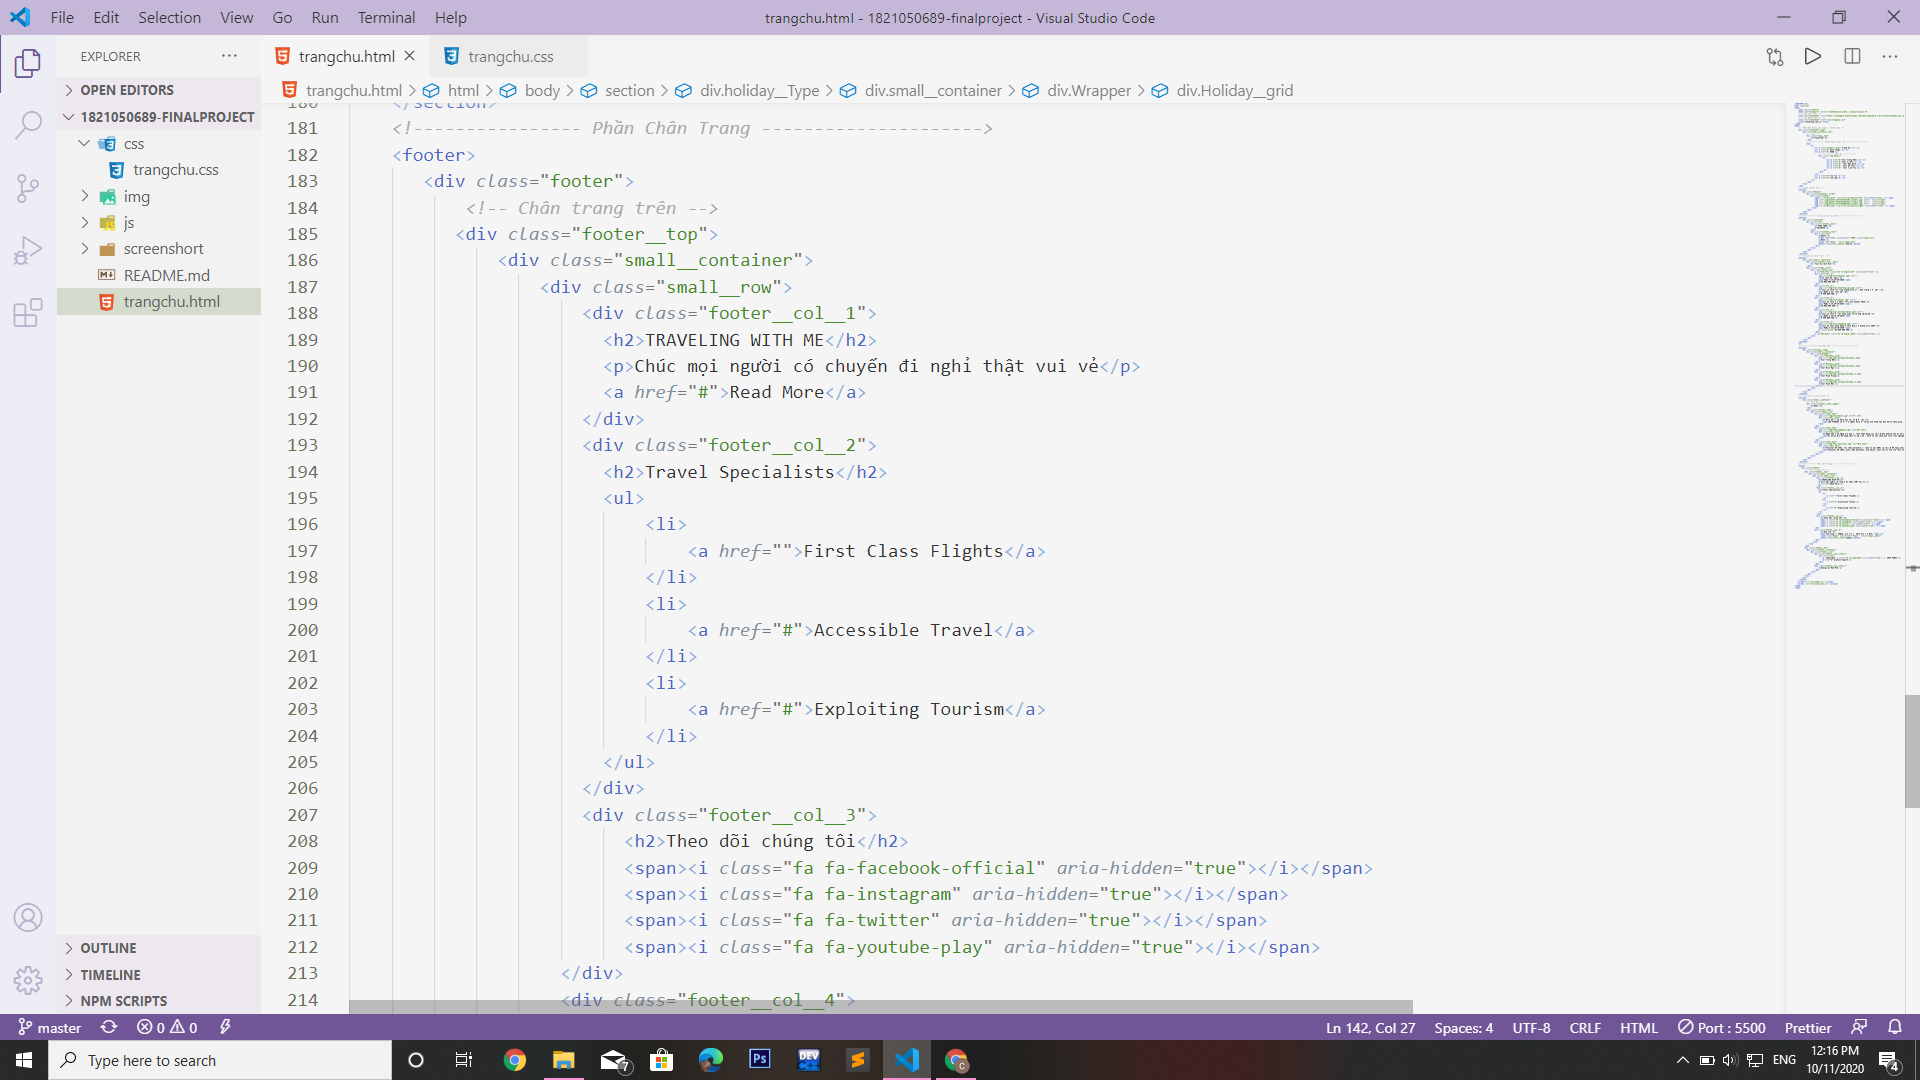 File Edit Selection View Go Run Terminal Help
trangchu.html - 1821050689-finalproject - Visual Studio Code
EXPLORER
OPEN EDITORS
1821050689-FINALPROJECT
css
trangchu.css
img
js
screenshort
README.md
trangchu.html
OUTLINE
TIMELINE
NPM SCRIPTS
trangchu.html trangchu.css
trangchu.html > html > body > section > div.holiday__Type > div.small__container > div.Wrapper > div.Holiday__grid
180 </section>
181 <!---------------- Phần Chân Trang --------------------->
182 <footer>
183 <div class="footer">
184 <!-- Chân trang trên -->
185 <div class="footer__top">
186 <div class="small__container">
187 <div class="small__row">
188 <div class="footer__col__1">
189 <h2>TRAVELING WITH ME</h2>
190 <p>Chúc mọi người có chuyến đi nghỉ thật vui vẻ</p>
191 <a href="#">Read More</a>
192 </div>
193 <div class="footer__col__2">
194 <h2>Travel Specialists</h2>
195 <ul>
196 <li>
197 <a href="">First Class Flights</a>
198 </li>
199 <li>
200 <a href="#">Accessible Travel</a>
201 </li>
202 <li>
203 <a href="#">Exploiting Tourism</a>
204 </li>
205 </ul>
206 </div>
207 <div class="footer__col__3">
208 <h2>Theo dõi chúng tôi</h2>
209 <span><i class="fa fa-facebook-official" aria-hidden="true"></i></span>
210 <span><i class="fa fa-instagram" aria-hidden="true"></i></span>
211 <span><i class="fa fa-twitter" aria-hidden="true"></i></span>
212 <span><i class="fa fa-youtube-play" aria-hidden="true"></i></span>
213 </div>
214 <div class="footer__col__4">
master 0 0 Ln 142, Col 27 Spaces: 4 UTF-8 CRLF HTML Port : 5500 Prettier
Type here to search
7
Ps
DEV
C
ENG
12:16 PM
10/11/2020
4